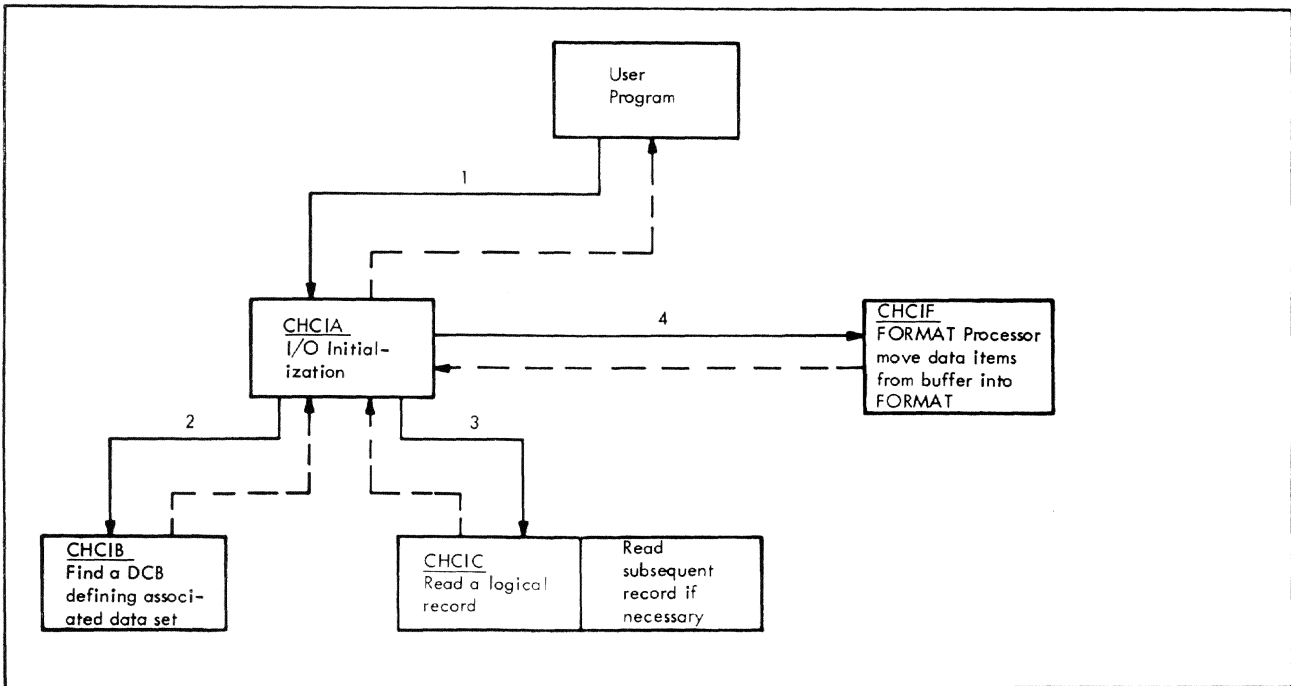 User
Program
1
CHCIA
I/O Initial-
ization
4
CHCIF
FORMAT Processor
move data items
from buffer into
FORMAT
2
3
CHCIB
Find a DCB
defining associ-
ated data set
CHCIC
Read a logical
record
Read
subsequent
record if
necessary